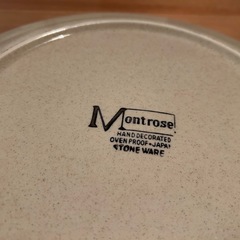 Montrose
HAND DECORATED
OVEN PROOF-JAPAN
STONE WARE